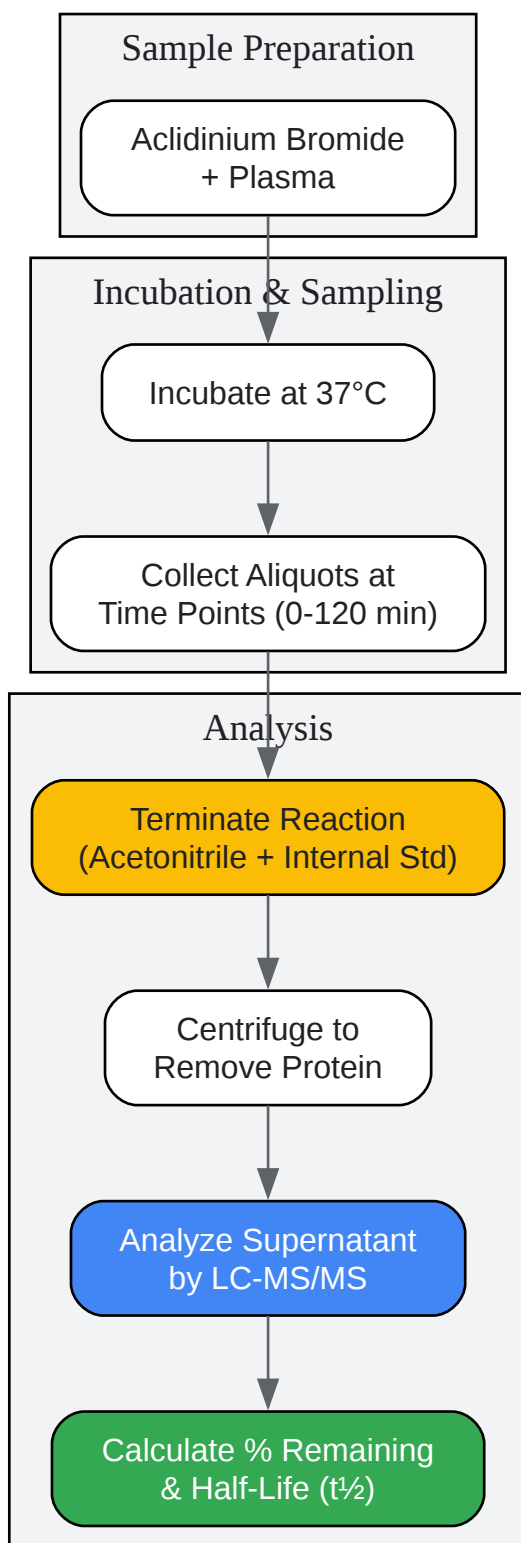 Sample Preparation
Aclidinium Bromide
+ Plasma
Incubation & Sampling
Incubate at 37°C
Collect Aliquots at
Time Points (0-120 min)
Analysis
Terminate Reaction
(Acetonitrile + Internal Std)
Centrifuge to
Remove Protein
Analyze Supernatant
by LC-MS/MS
Calculate % Remaining
& Half-Life (t½)